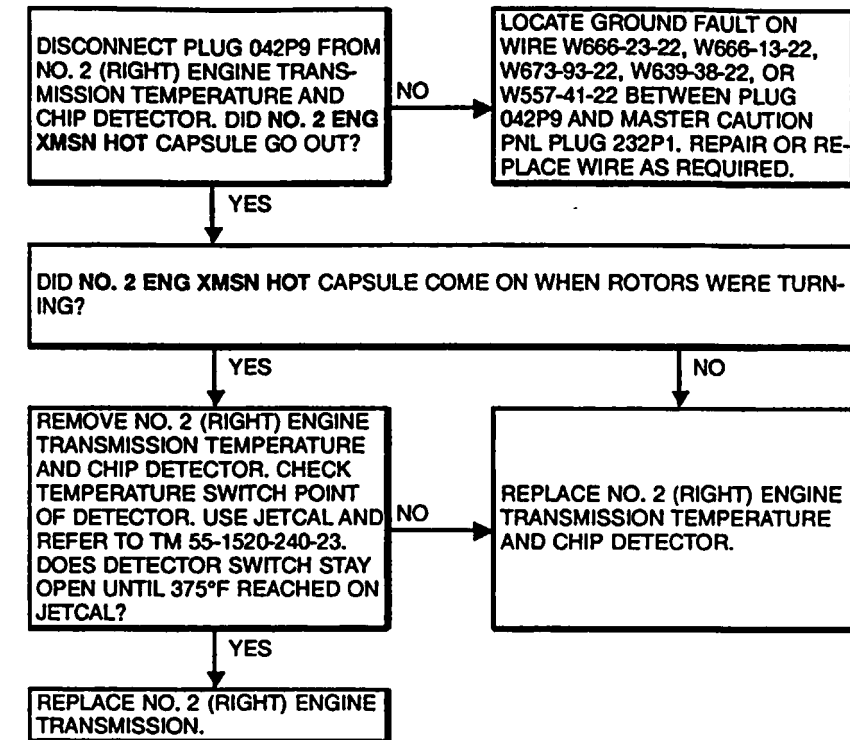 DISCONNECT PLUG 042P9 FROM
NO. 2 (RIGHT) ENGINE TRANS-
MISSION TEMPERATURE AND
CHIP DETECTOR. DID NO. 2 ENG
XMSN HOT CAPSULE GO OUT?
NO
LOCATE GROUND FAULT ON
WIRE W666-23-22, W666-13-22,
W673-93-22, W639-38-22, OR
W557-41-22 BETWEEN PLUG
042P9 AND MASTER CAUTION
PNL PLUG 232P1. REPAIR OR RE-
PLACE WIRE AS REQUIRED.
YES
DID NO. 2 ENG XMSN HOT CAPSULE COME ON WHEN ROTORS WERE TURN-
ING?
YES
NO
REMOVE NO. 2 (RIGHT) ENGINE
TRANSMISSION TEMPERATURE
AND CHIP DETECTOR. CHECK
TEMPERATURE SWITCH POINT
OF DETECTOR. USE JETCAL AND
REFER TO TM 55-1520-240-23.
DOES DETECTOR SWITCH STAY
OPEN UNTIL 375°F REACHED ON
JETCAL?
NO
REPLACE NO. 2 (RIGHT) ENGINE
TRANSMISSION TEMPERATURE
AND CHIP DETECTOR.
YES
REPLACE NO. 2 (RIGHT) ENGINE
TRANSMISSION.